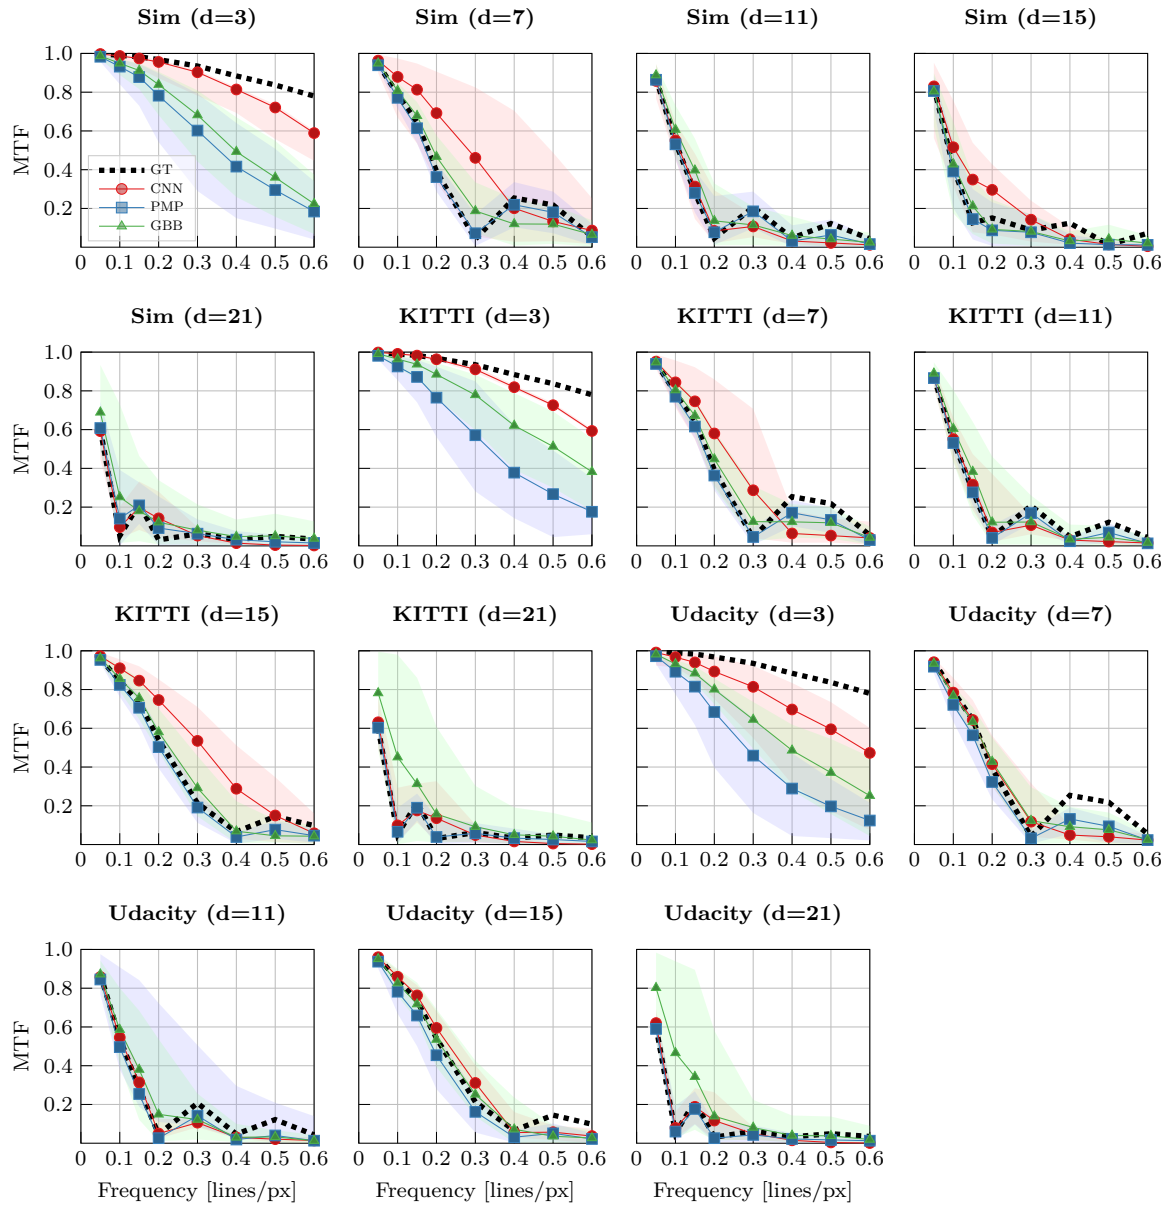 Sim (d=3) Sim (d=7) Sim (d=11) Sim (d=15)
1.0
0.8
0.6
0.4
0.2
MTF
GT
CNN
PMP
GBB
0 0.1 0.2 0.3 0.4 0.5 0.6 0 0.1 0.2 0.3 0.4 0.5 0.6 0 0.1 0.2 0.3 0.4 0.5 0.6 0 0.1 0.2 0.3 0.4 0.5 0.6
Sim (d=21) KITTI (d=3) KITTI (d=7) KITTI (d=11)
1.0
0.8
0.6
0.4
0.2
MTF
0 0.1 0.2 0.3 0.4 0.5 0.6 0 0.1 0.2 0.3 0.4 0.5 0.6 0 0.1 0.2 0.3 0.4 0.5 0.6 0 0.1 0.2 0.3 0.4 0.5 0.6
KITTI (d=15) KITTI (d=21) Udacity (d=3) Udacity (d=7)
1.0
0.8
0.6
0.4
0.2
MTF
0 0.1 0.2 0.3 0.4 0.5 0.6 0 0.1 0.2 0.3 0.4 0.5 0.6 0 0.1 0.2 0.3 0.4 0.5 0.6 0 0.1 0.2 0.3 0.4 0.5 0.6
Udacity (d=11) Udacity (d=15) Udacity (d=21)
1.0
0.8
0.6
0.4
0.2
MTF
0 0.1 0.2 0.3 0.4 0.5 0.6 0 0.1 0.2 0.3 0.4 0.5 0.6 0 0.1 0.2 0.3 0.4 0.5 0.6
Frequency [lines/px] Frequency [lines/px] Frequency [lines/px]